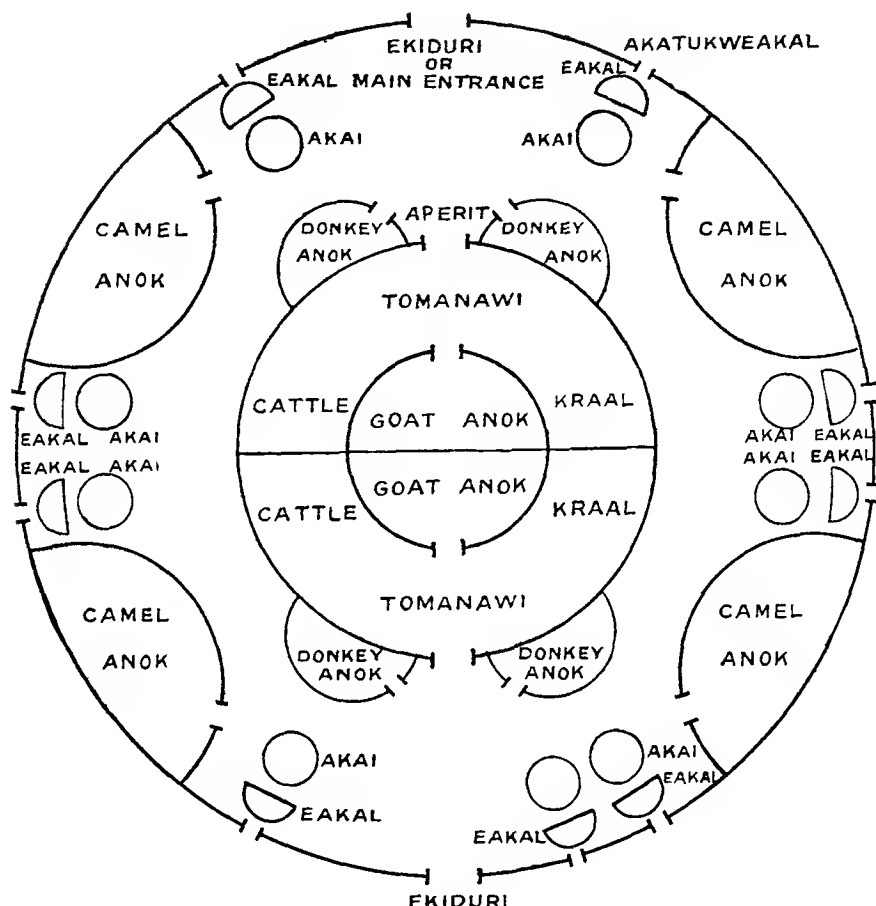 EKIDURI
OR
MAIN ENTRANCE
AKATUKWEAKAL
EAKAL
EAKAL
AKAI
AKAI
APERIT
DONKEY
ANOK
DONKEY
ANOK
CAMEL
ANOK
CAMEL
ANOK
TOMANAWI
CATTLE
GOAT ANOK
KRAAL
EAKAL AKAI
EAKAL AKAI
AKAI EAKAL
AKAI EAKAL
GOAT ANOK
CATTLE
KRAAL
TOMANAWI
CAMEL
ANOK
CAMEL
ANOK
DONKEY
ANOK
DONKEY
ANOK
AKAI
AKAI
EAKAL
EAKAL
EAKAL
EKIDURI